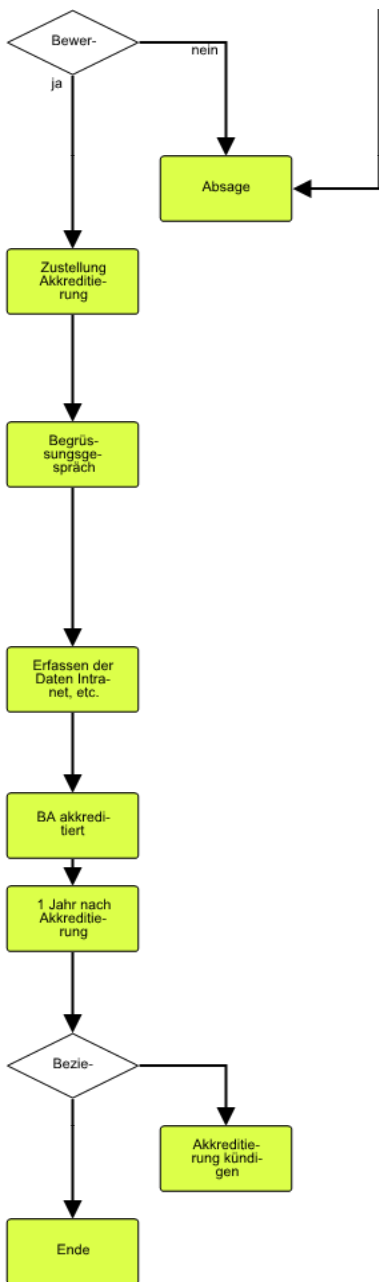 Bewer-
nein
ja
Absage
Zustellung
Akkreditie-
rung
Begrüs-
sungsge-
spräch
Erfassen der
Daten Intra-
net, etc.
BA akkredi-
tiert
1 Jahr nach
Akkreditie-
rung
Bezie-
Akkreditie-
rung kündi-
gen
Ende